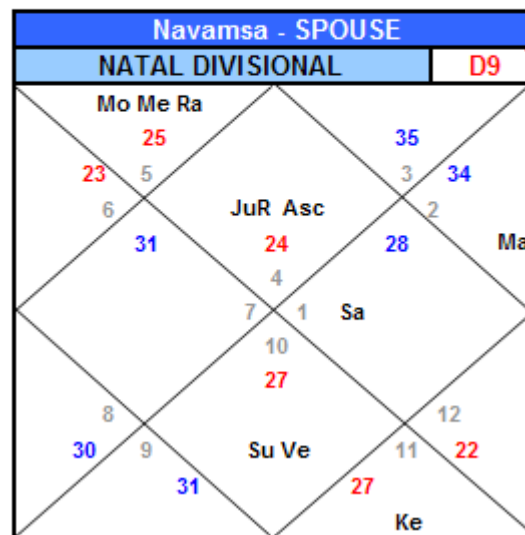 Navamsa - SPOUSE
NATAL DIVISIONAL D9
Mo Me Ra
25 35
23 5 3 34
6 JuR Asc 2
31 24 28 Ma
4
7 1 Sa
10
27
8 12
30 9 Su Ve 11 22
31 27
Ke